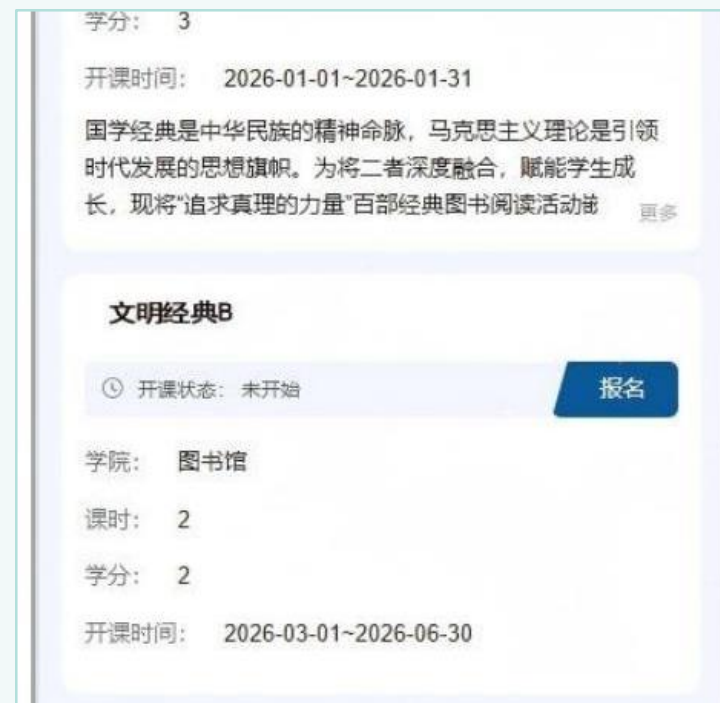 学分： 3
开课时间： 2026-01-01~2026-01-31
国学经典是中华民族的精神命脉，马克思主义理论是引领
时代发展的思想旗帜。为将二者深度融合，赋能学生成
长，现将“追求真理的力量”百部经典图书阅读活动
更多
文明经典B
开课状态： 未开始
报名
学院： 图书馆
课时： 2
学分： 2
开课时间： 2026-03-01~2026-06-30